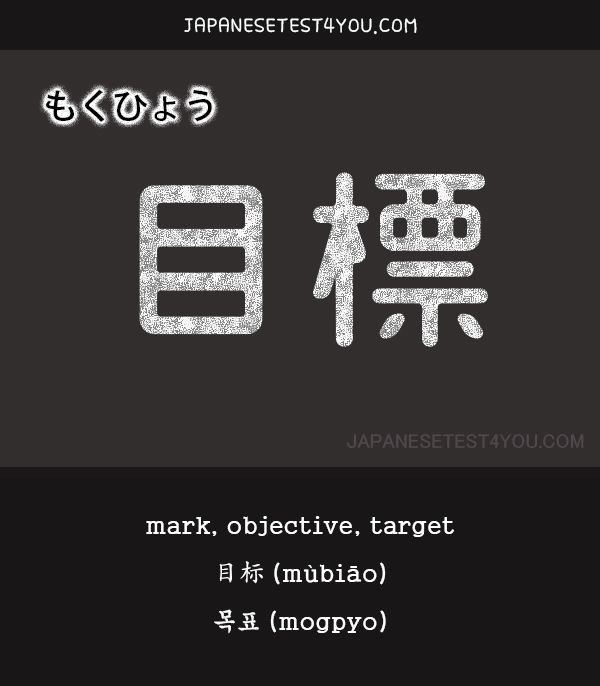 JAPANESETEST4YOU.COM
もくひょう
目標
JAPANESETEST4YOU.COM
mark, objective, target
目标 (mùbiāo)
목표 (mogpyo)